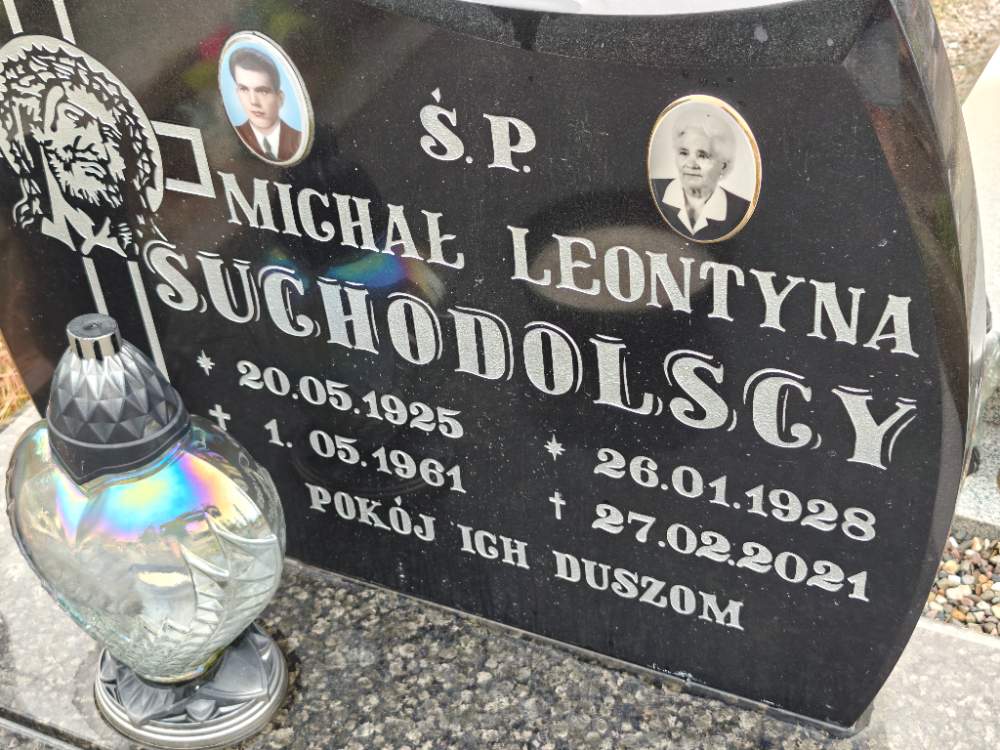 Ś.P.
MICHAŁ LEONTYNA
SUCHODOLSCY
* 20.05.1925
† 1. 05.1961
* 26.01.1928
† 27.02.2021
POKÓJ ICH DUSZOM